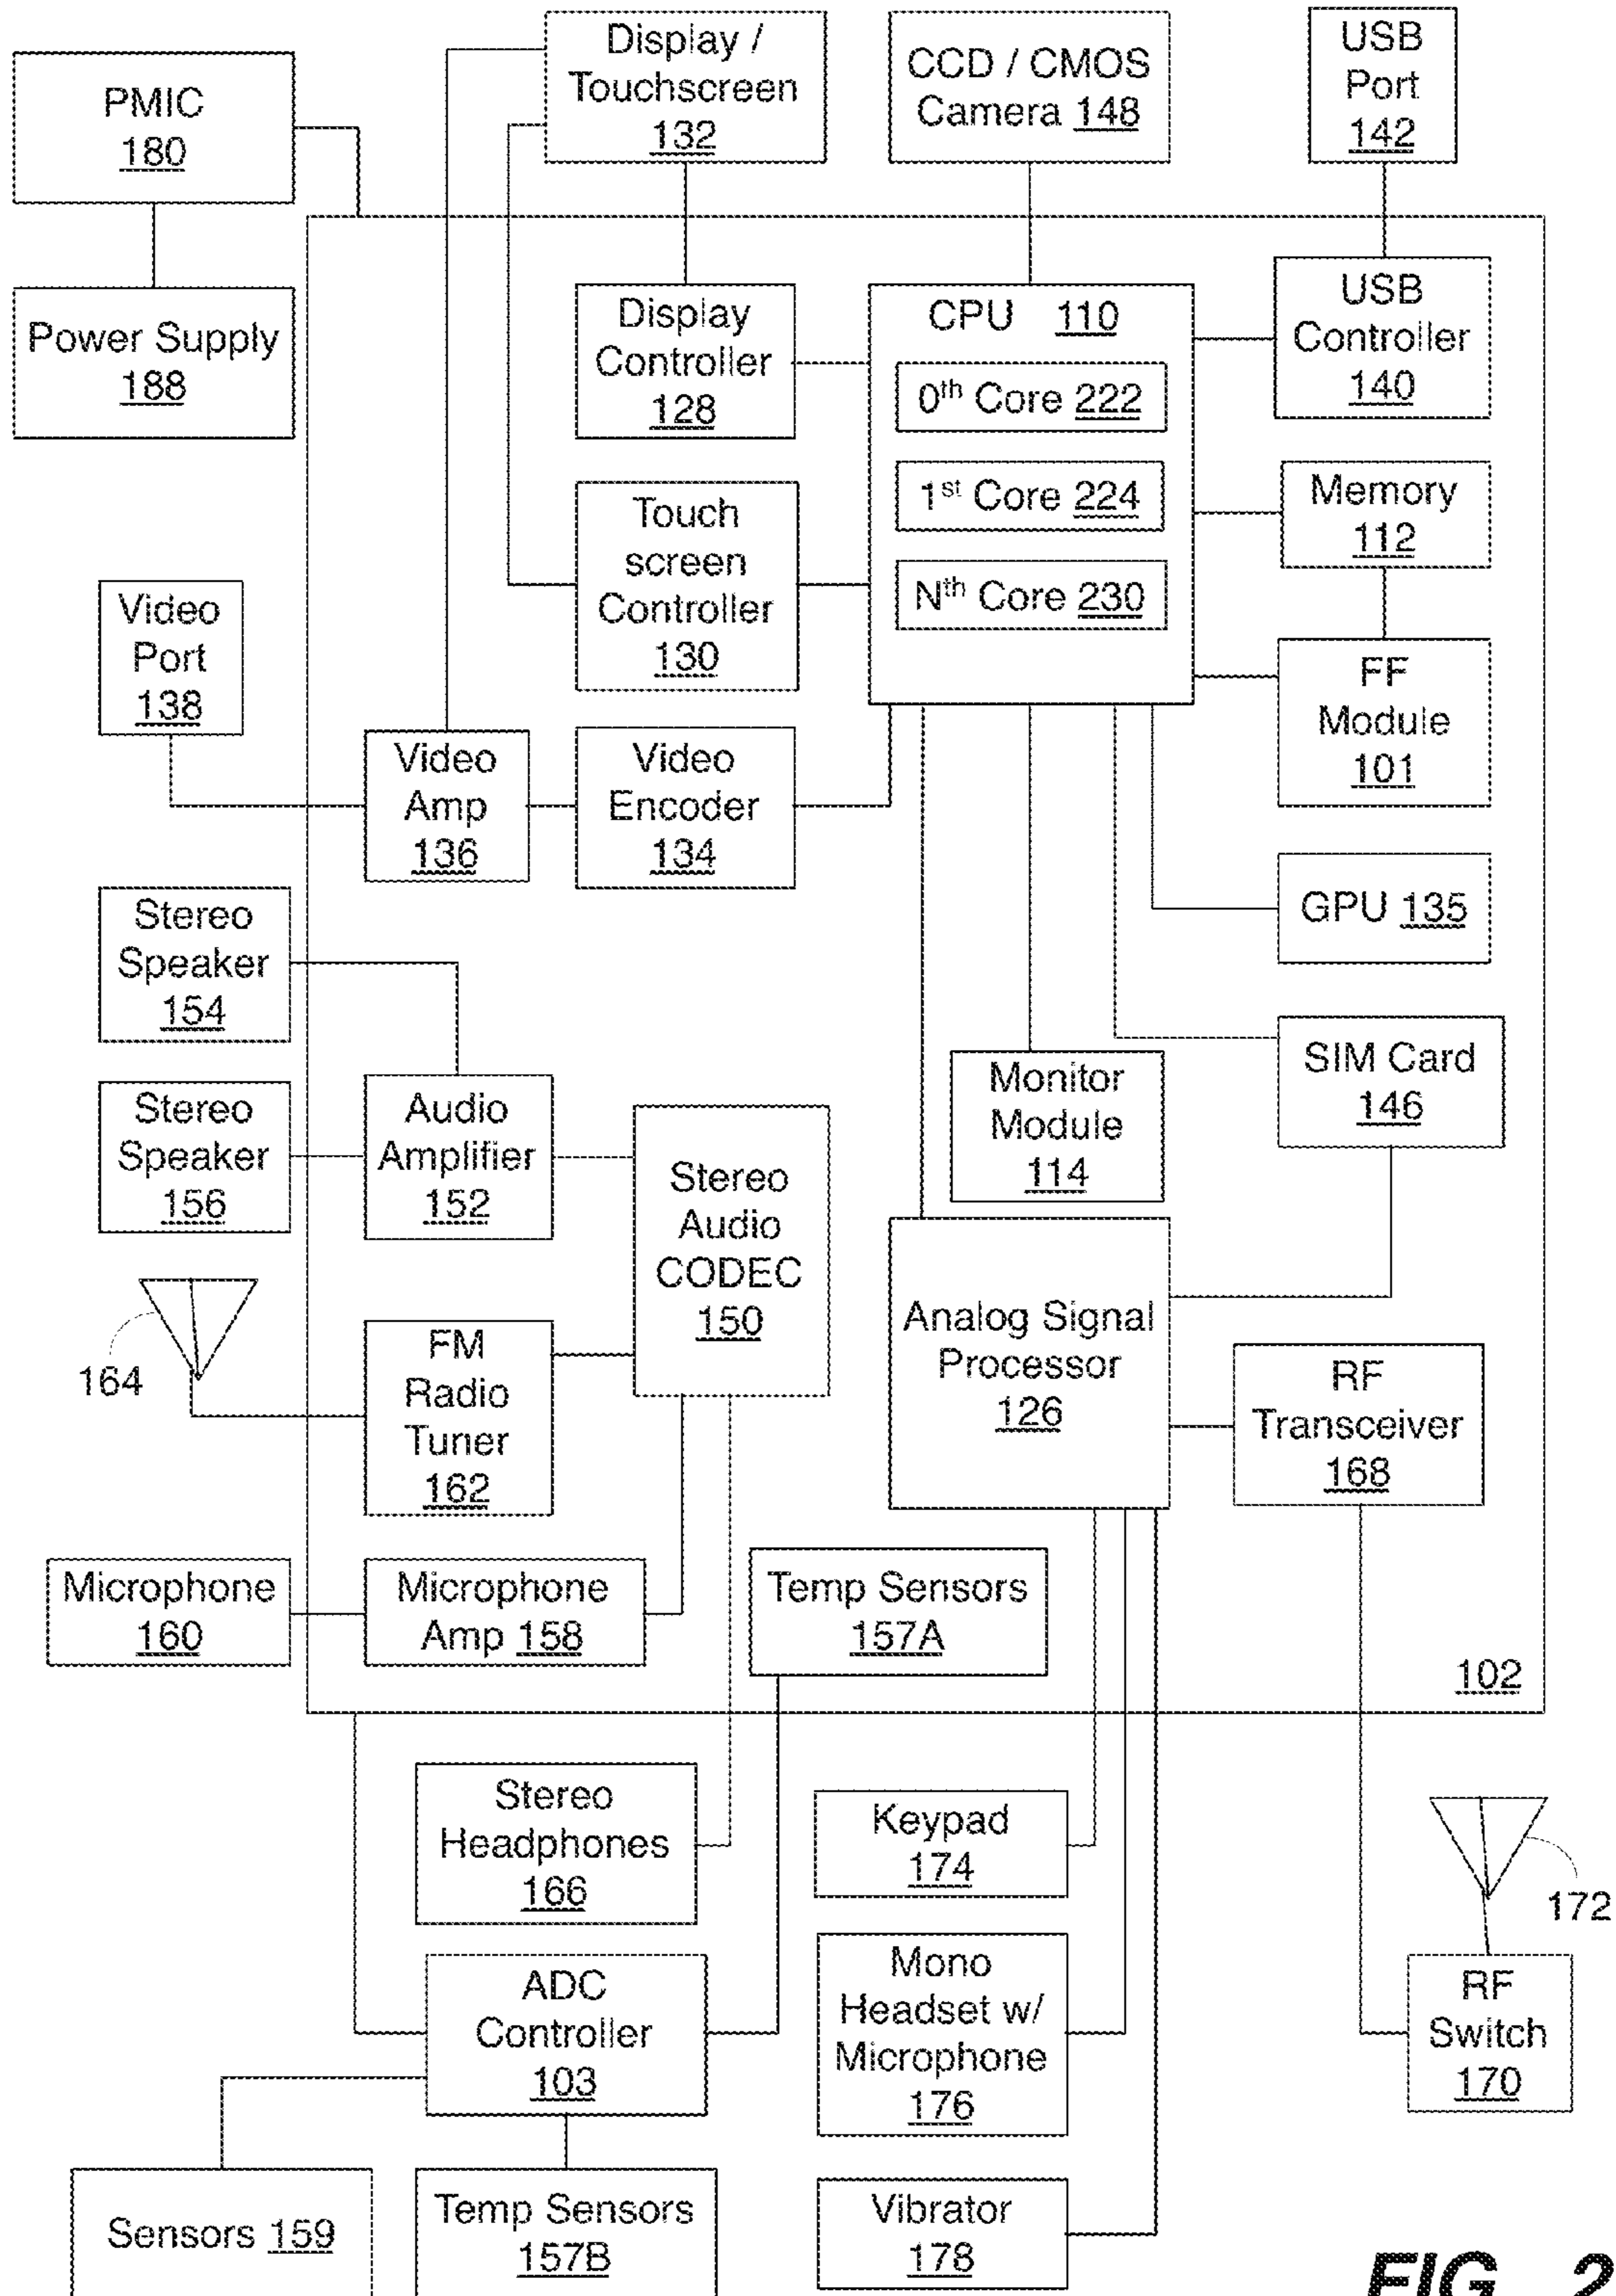 PMIC
180
Display /
Touchscreen
132
CCD / CMOS
Camera 148
USB
Port
142
Power Supply
188
Display
Controller
128
CPU 110
0th Core 222
1st Core 224
Nth Core 230
USB
Controller
140
Memory
112
Touch
screen
Controller
130
Video
Port
138
FF
Module
101
Video
Amp
136
Video
Encoder
134
GPU 135
Stereo
Speaker
154
SIM Card
146
Monitor
Module
114
Stereo
Speaker
156
Audio
Amplifier
152
Stereo
Audio
CODEC
150
Analog Signal
Processor
126
164
FM
Radio
Tuner
162
RF
Transceiver
168
Microphone
160
Microphone
Amp 158
Temp Sensors
157A
102
Stereo
Headphones
166
Keypad
174
172
ADC
Controller
103
Mono
Headset w/
Microphone
176
RF
Switch
170
Sensors 159
Temp Sensors
157B
Vibrator
178
FIG. 2